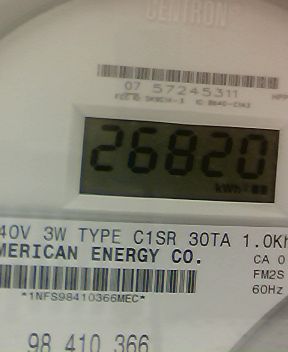 CENTRON®
07 57245311
26820
kWh
40V 3W TYPE C1SR 30TA 1.0Kh
MERICAN ENERGY CO.
CA 0
FM2S
60Hz
*1NFS98410366MEC*
98 410 366